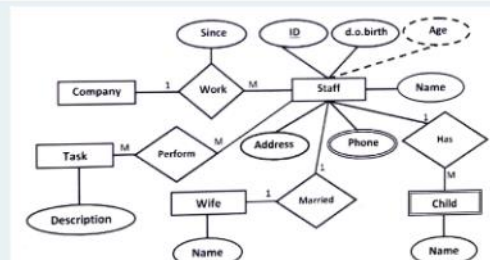 Since
ID
d.o.birth
Age
Company
1
Work
M
Staff
Name
Task
M
Perform
M
Address
Phone
1
Has
M
Description
Wife
1
Married
1
Child
Name
Name